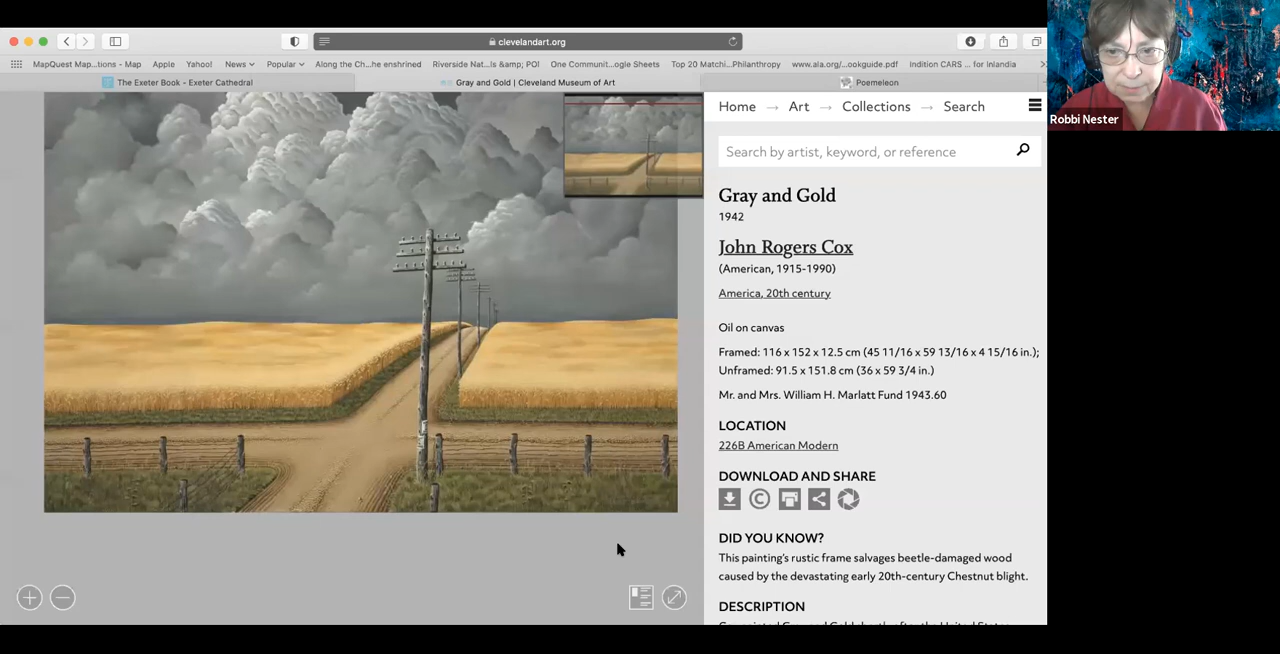 clevelandart.org
MapQuest Map...tions - Map Apple Yahoo! News Popular Along the Ch...he enshrined Riverside Nat...ls &amp; PO! One Communit...ogle Sheets Top 20 Matchi...Philanthropy www.ala.org/...ookguide.pdf Indition CARS ... for Inlandia
The Exeter Book - Exeter Cathedral Gray and Gold | Cleveland Museum of Art Poemeleon
Home → Art → Collections → Search
Search by artist, keyword, or reference
Gray and Gold
1942
John Rogers Cox
(American, 1915-1990)
America, 20th century
Oil on canvas
Framed: 116 x 152 x 12.5 cm (45 11/16 x 59 13/16 x 4 15/16 in.);
Unframed: 91.5 x 151.8 cm (36 x 59 3/4 in.)
Mr. and Mrs. William H. Marlatt Fund 1943.60
LOCATION
226B American Modern
DOWNLOAD AND SHARE
©
DID YOU KNOW?
This painting's rustic frame salvages beetle-damaged wood
caused by the devastating early 20th-century Chestnut blight.
DESCRIPTION
Robbi Nester